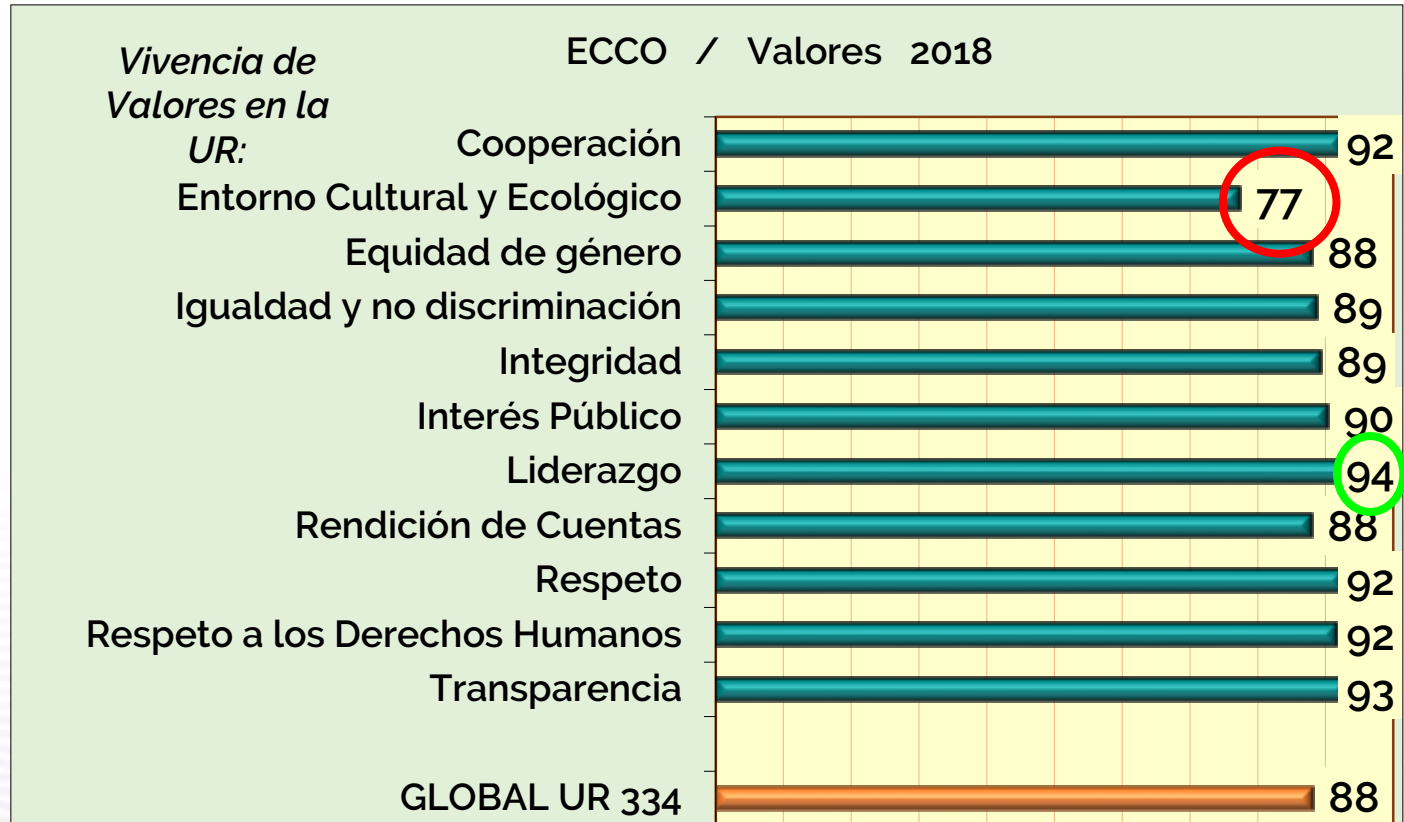 ECCO / Valores 2018
Vivencia de
Valores en la
UR:
Cooperación 92
Entorno Cultural y Ecológico 77
Equidad de género 88
Igualdad y no discriminación 89
Integridad 89
Interés Público 90
Liderazgo 94
Rendición de Cuentas 88
Respeto 92
Respeto a los Derechos Humanos 92
Transparencia 93
GLOBAL UR 334 88